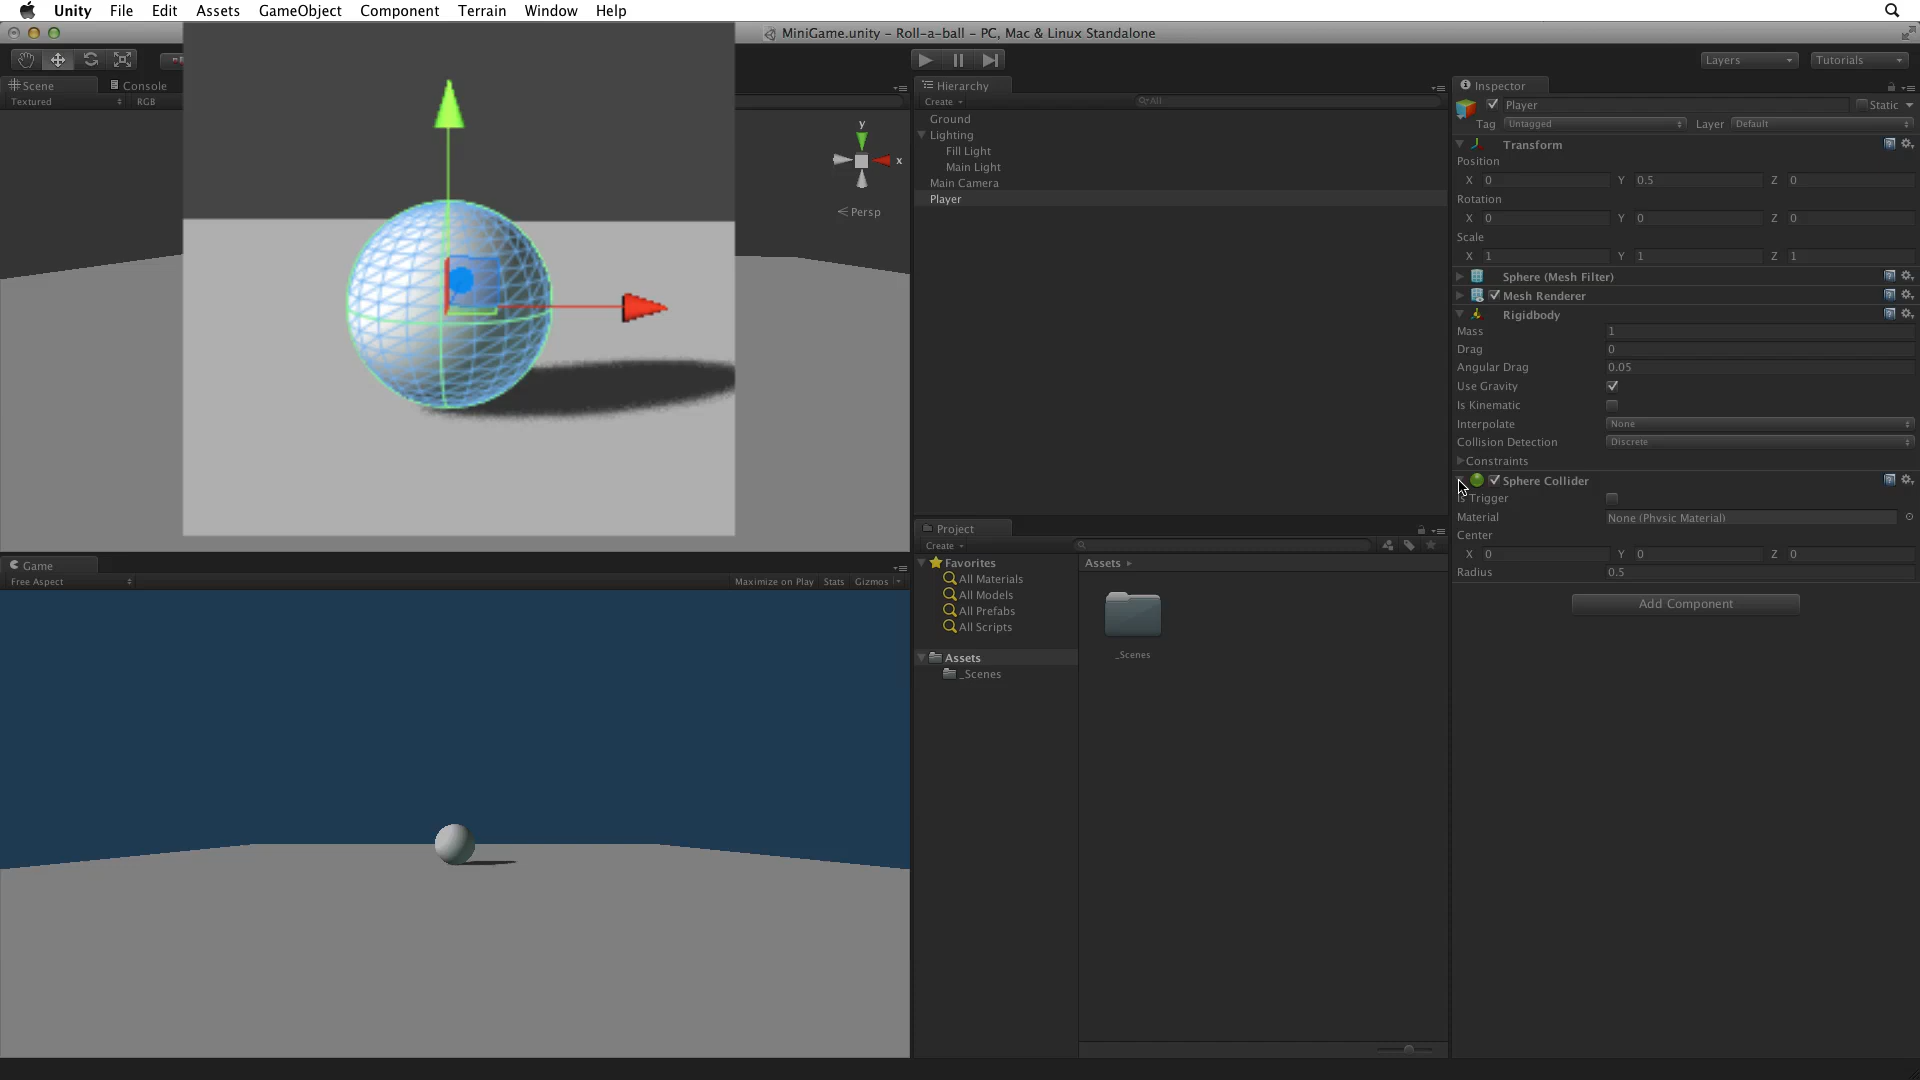 Unity File Edit Assets GameObject Component Terrain Window Help
MiniGame.unity – Roll-a-ball – PC, Mac & Linux Standalone
Layers Tutorials
Scene Console
Textured RGB
y
x
Persp
Hierarchy
Create All
Ground
Lighting
Fill Light
Main Light
Main Camera
Player
Inspector
Player Static
Tag Untagged Layer Default
Transform
Position
X 0 Y 0.5 Z 0
Rotation
X 0 Y 0 Z 0
Scale
X 1 Y 1 Z 1
Sphere (Mesh Filter)
Mesh Renderer
Rigidbody
Mass 1
Drag 0
Angular Drag 0.05
Use Gravity
Is Kinematic
Interpolate None
Collision Detection Discrete
Constraints
Sphere Collider
Is Trigger
Material None (Physic Material)
Center
X 0 Y 0 Z 0
Radius 0.5
Add Component
Game
Free Aspect Maximize on Play Stats Gizmos
Project
Create
Favorites
All Materials
All Models
All Prefabs
All Scripts
Assets
_Scenes
Assets
_Scenes